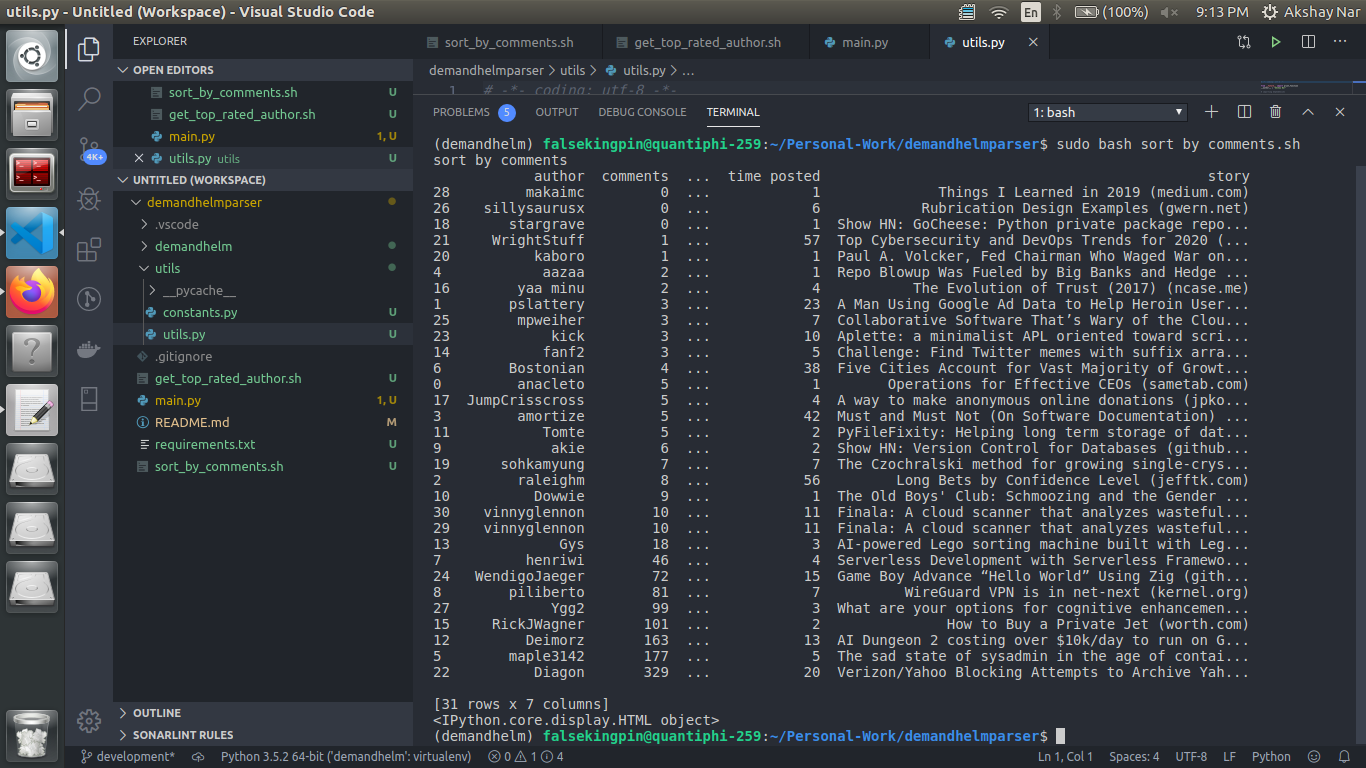 utils.py - Untitled (Workspace) - Visual Studio Code
En
(100%)
9:13 PM
Akshay Nar
EXPLORER
OPEN EDITORS
sort_by_comments.sh U
get_top_rated_author.sh U
main.py 1, U
utils.py utils U
UNTITLED (WORKSPACE)
demandhelmparser
.vscode
demandhelm
utils
__pycache__
constants.py U
utils.py U
.gitignore
get_top_rated_author.sh U
main.py 1, U
README.md M
requirements.txt U
sort_by_comments.sh U
OUTLINE
SONARLINT RULES
4K+
sort_by_comments.sh
get_top_rated_author.sh
main.py
utils.py
demandhelmparser > utils > utils.py > ...
1 # -*- coding: utf-8 -*-
PROBLEMS 5 OUTPUT DEBUG CONSOLE TERMINAL
1: bash
(demandhelm) falsekingpin@quantiphi-259:~/Personal-Work/demandhelmparser$ sudo bash sort by comments.sh
sort by comments
author comments ... time posted story
28 makaimc 0 ... 1 Things I Learned in 2019 (medium.com)
26 sillysaurusx 0 ... 6 Rubrication Design Examples (gwern.net)
18 stargrave 0 ... 1 Show HN: GoCheese: Python private package repo...
21 WrightStuff 1 ... 57 Top Cybersecurity and DevOps Trends for 2020 (...
20 kaboro 1 ... 1 Paul A. Volcker, Fed Chairman Who Waged War on...
4 aazaa 2 ... 1 Repo Blowup Was Fueled by Big Banks and Hedge ...
16 yaa minu 2 ... 4 The Evolution of Trust (2017) (ncase.me)
1 pslattery 3 ... 23 A Man Using Google Ad Data to Help Heroin User...
25 mpweiher 3 ... 7 Collaborative Software That’s Wary of the Clou...
23 kick 3 ... 10 Aplette: a minimalist APL oriented toward scri...
14 fanf2 3 ... 5 Challenge: Find Twitter memes with suffix arra...
6 Bostonian 4 ... 38 Five Cities Account for Vast Majority of Growt...
0 anacleto 5 ... 1 Operations for Effective CEOs (sametab.com)
17 JumpCrisscross 5 ... 4 A way to make anonymous online donations (jpko...
3 amortize 5 ... 42 Must and Must Not (On Software Documentation) ...
11 Tomte 5 ... 2 PyFileFixity: Helping long term storage of dat...
9 akie 6 ... 2 Show HN: Version Control for Databases (github...
19 sohkamyung 7 ... 7 The Czochralski method for growing single-crys...
2 raleighm 8 ... 56 Long Bets by Confidence Level (jefftk.com)
10 Dowwie 9 ... 1 The Old Boys' Club: Schmoozing and the Gender ...
30 vinnyglennon 10 ... 11 Finala: A cloud scanner that analyzes wasteful...
29 vinnyglennon 10 ... 11 Finala: A cloud scanner that analyzes wasteful...
13 Gys 18 ... 3 AI-powered Lego sorting machine built with Leg...
7 henriwi 46 ... 4 Serverless Development with Serverless Framewo...
24 WendigoJaeger 72 ... 15 Game Boy Advance “Hello World” Using Zig (gith...
8 piliberto 81 ... 7 WireGuard VPN is in net-next (kernel.org)
27 Ygg2 99 ... 3 What are your options for cognitive enhancemen...
15 RickJWagner 101 ... 2 How to Buy a Private Jet (worth.com)
12 Deimorz 163 ... 13 AI Dungeon 2 costing over $10k/day to run on G...
5 maple3142 177 ... 5 The sad state of sysadmin in the age of contai...
22 Diagon 329 ... 20 Verizon/Yahoo Blocking Attempts to Archive Yah...
[31 rows x 7 columns]
<IPython.core.display.HTML object>
(demandhelm) falsekingpin@quantiphi-259:~/Personal-Work/demandhelmparser$
development* Python 3.5.2 64-bit ('demandhelm': virtualenv) 0 1 4 Ln 1, Col 1 Spaces: 4 UTF-8 LF Python